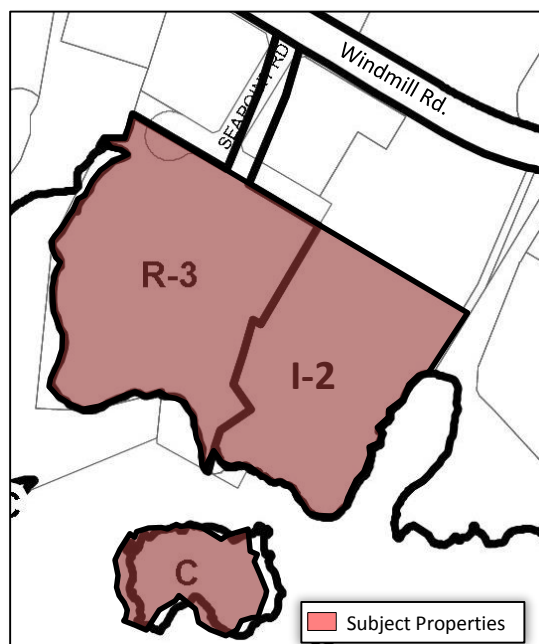 Windmill Rd.
SEAPOINT RD
R-3
I-2
C
Subject Properties